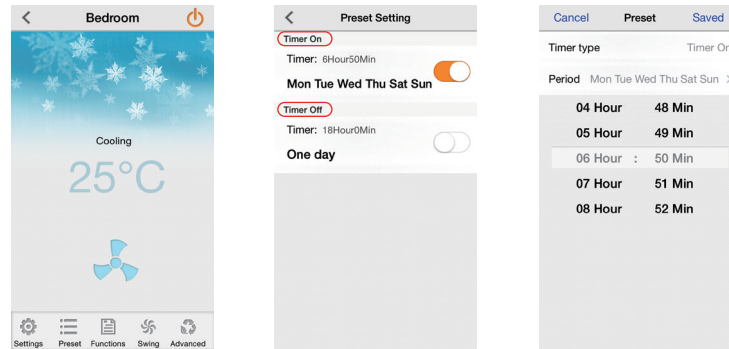 Bedroom
Cooling
25°C
Settings Preset Functions Swing Advanced
Preset Setting
Timer On
Timer: 6Hour50Min
Mon Tue Wed Thu Sat Sun
Timer Off
Timer: 18Hour0Min
One day
Cancel Preset Saved
Timer type Timer On
Period Mon Tue Wed Thu Sat Sun
04 Hour 48 Min
05 Hour 49 Min
06 Hour : 50 Min
07 Hour 51 Min
08 Hour 52 Min